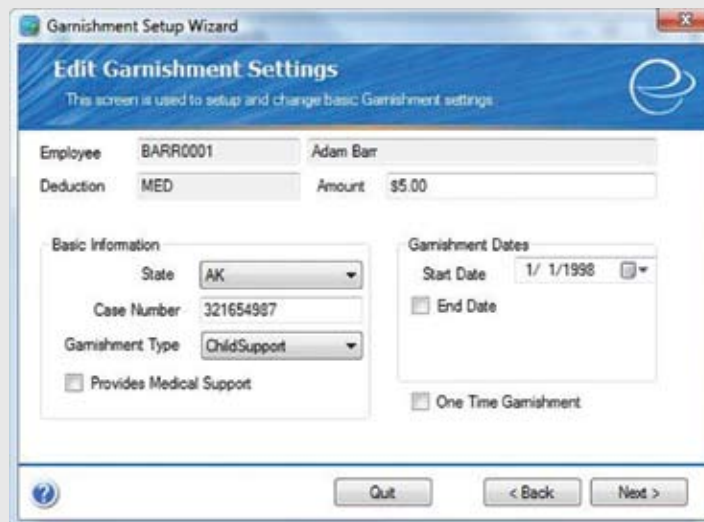 Garnishment Setup Wizard
Edit Garnishment Settings
This screen is used to setup and change basic Garnishment settings
Employee BARR0001 Adam Barr
Deduction MED Amount $5.00
Basic Information
State AK
Case Number 321654987
Garnishment Type ChildSupport
Provides Medical Support
Garnishment Dates
Start Date 1/ 1/1998
End Date
One Time Garnishment
Quit < Back Next >